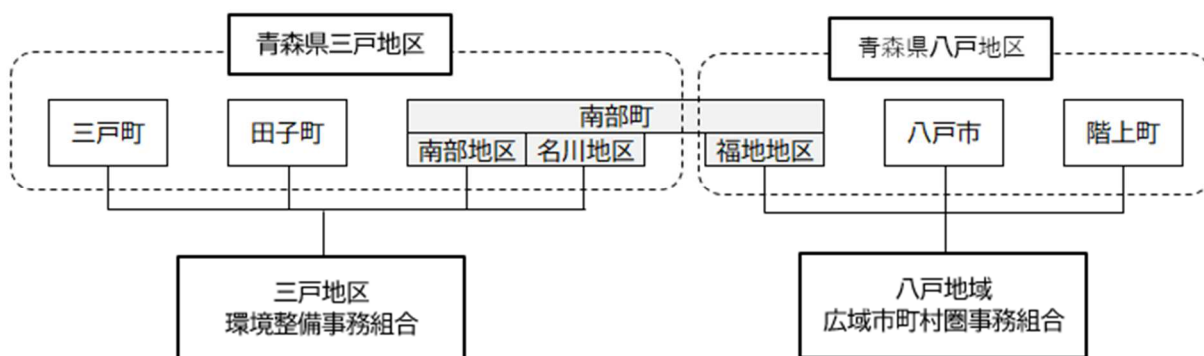 青森県三戸地区
青森県八戸地区
三戸町
田子町
南部町
南部地区
名川地区
福地地区
八戸市
階上町
三戸地区
環境整備事務組合
八戸地域
広域市町村圏事務組合